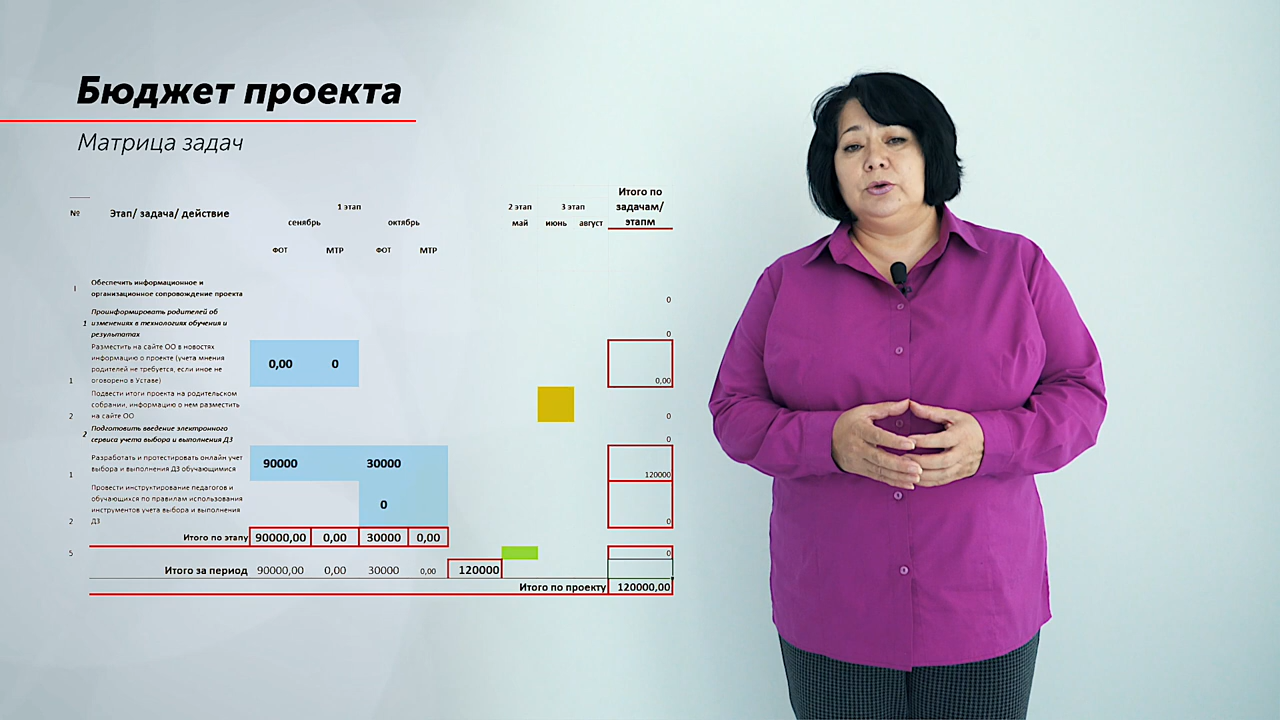 Бюджет проекта
Матрица задач
№ Этап/ задача/ действие 1 этап 2 этап 3 этап Итого по задачам/ этапм
сенябрь октябрь май июнь август
ФОТ МТР ФОТ МТР
I Обеспечить информационное и
организационное сопровождение проекта 0
Проинформировать родителей об
1 изменениях в технологиях обучения и
результатах 0
Разместить на сайте ОО в новостях
информацию о проекте (учета мнения 0,00 0
родителей не требуется, если иное не
1 оговорено в Уставе) 0,00
Подвести итоги проекта на родительском
собрании, информацию о нем разместить
2 на сайте ОО 0
Подготовить введение электронного
2 сервиса учета выбора и выполнения ДЗ 0
Разработать и протестировать онлайн учет 90000 30000
выбора и выполнения ДЗ обучающимися
1 120000
Провести инструктирование педагогов и
обучающихся по правилам использования
инструментов учета выбора и выполнения 0
2 ДЗ 0
Итого по этапу 90000,00 0,00 30000 0,00
5 0
Итого за период 90000,00 0,00 30000 0,00 120000
Итого по проекту 120000,00